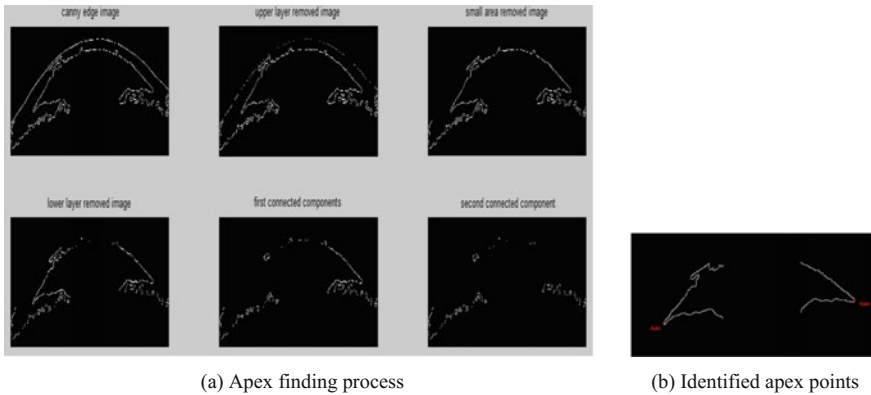 canny edge image
upper layer removed image
small area removed image
lower layer removed image
first connected components
second connected component
(a) Apex finding process
(b) Identified apex points